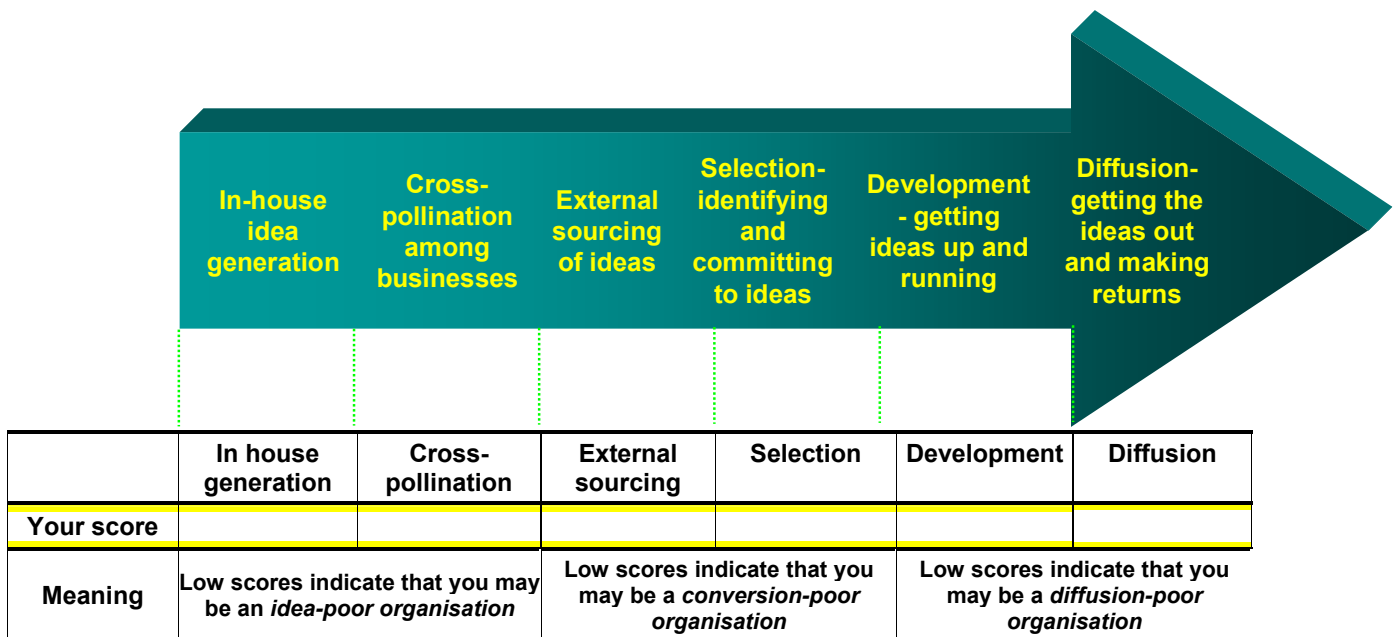 In-house
idea
generation
Cross-
pollination
among
businesses
External
sourcing
of ideas
Selection-
identifying
and
committing
to ideas
Development
- getting
ideas up and
running
Diffusion-
getting the
ideas out
and making
returns
In house
generation
Cross-
pollination
External
sourcing
Selection
Development
Diffusion
Your score
Meaning
Low scores indicate that you may
be an idea-poor organisation
Low scores indicate that you
may be a conversion-poor
organisation
Low scores indicate that you
may be a diffusion-poor
organisation